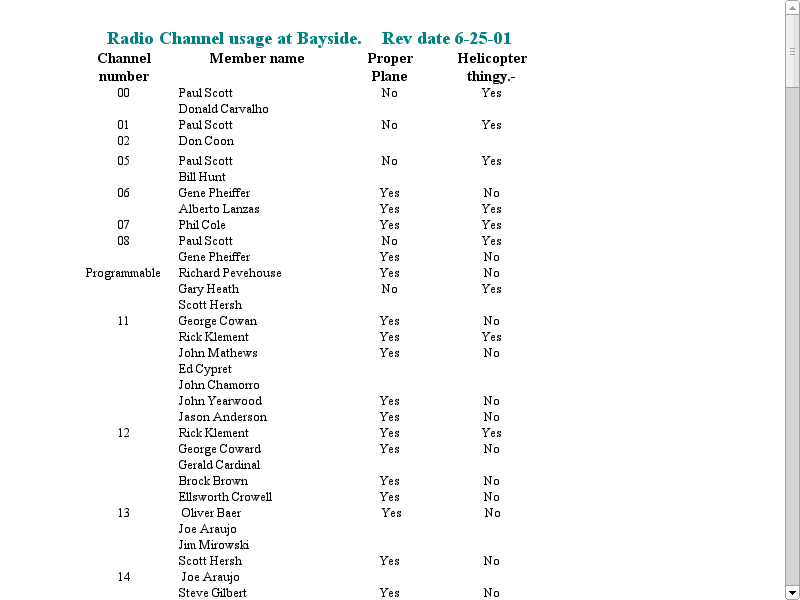 Radio Channel usage at Bayside. Rev date 6-25-01
Channel number Member name Proper Plane Helicopter thingy.-
00 Paul Scott No Yes
Donald Carvalho
01 Paul Scott No Yes
02 Don Coon
05 Paul Scott No Yes
Bill Hunt
06 Gene Pheiffer Yes No
Alberto Lanzas Yes Yes
07 Phil Cole Yes Yes
08 Paul Scott No Yes
Gene Pheiffer Yes No
Programmable Richard Pevehouse Yes No
Gary Heath No Yes
Scott Hersh
11 George Cowan Yes No
Rick Klement Yes Yes
John Mathews Yes No
Ed Cypret
John Chamorro
John Yearwood Yes No
Jason Anderson Yes No
12 Rick Klement Yes Yes
George Coward Yes No
Gerald Cardinal
Brock Brown Yes No
Ellsworth Crowell Yes No
13 Oliver Baer Yes No
Joe Araujo
Jim Mirowski
Scott Hersh Yes No
14 Joe Araujo
Steve Gilbert Yes No